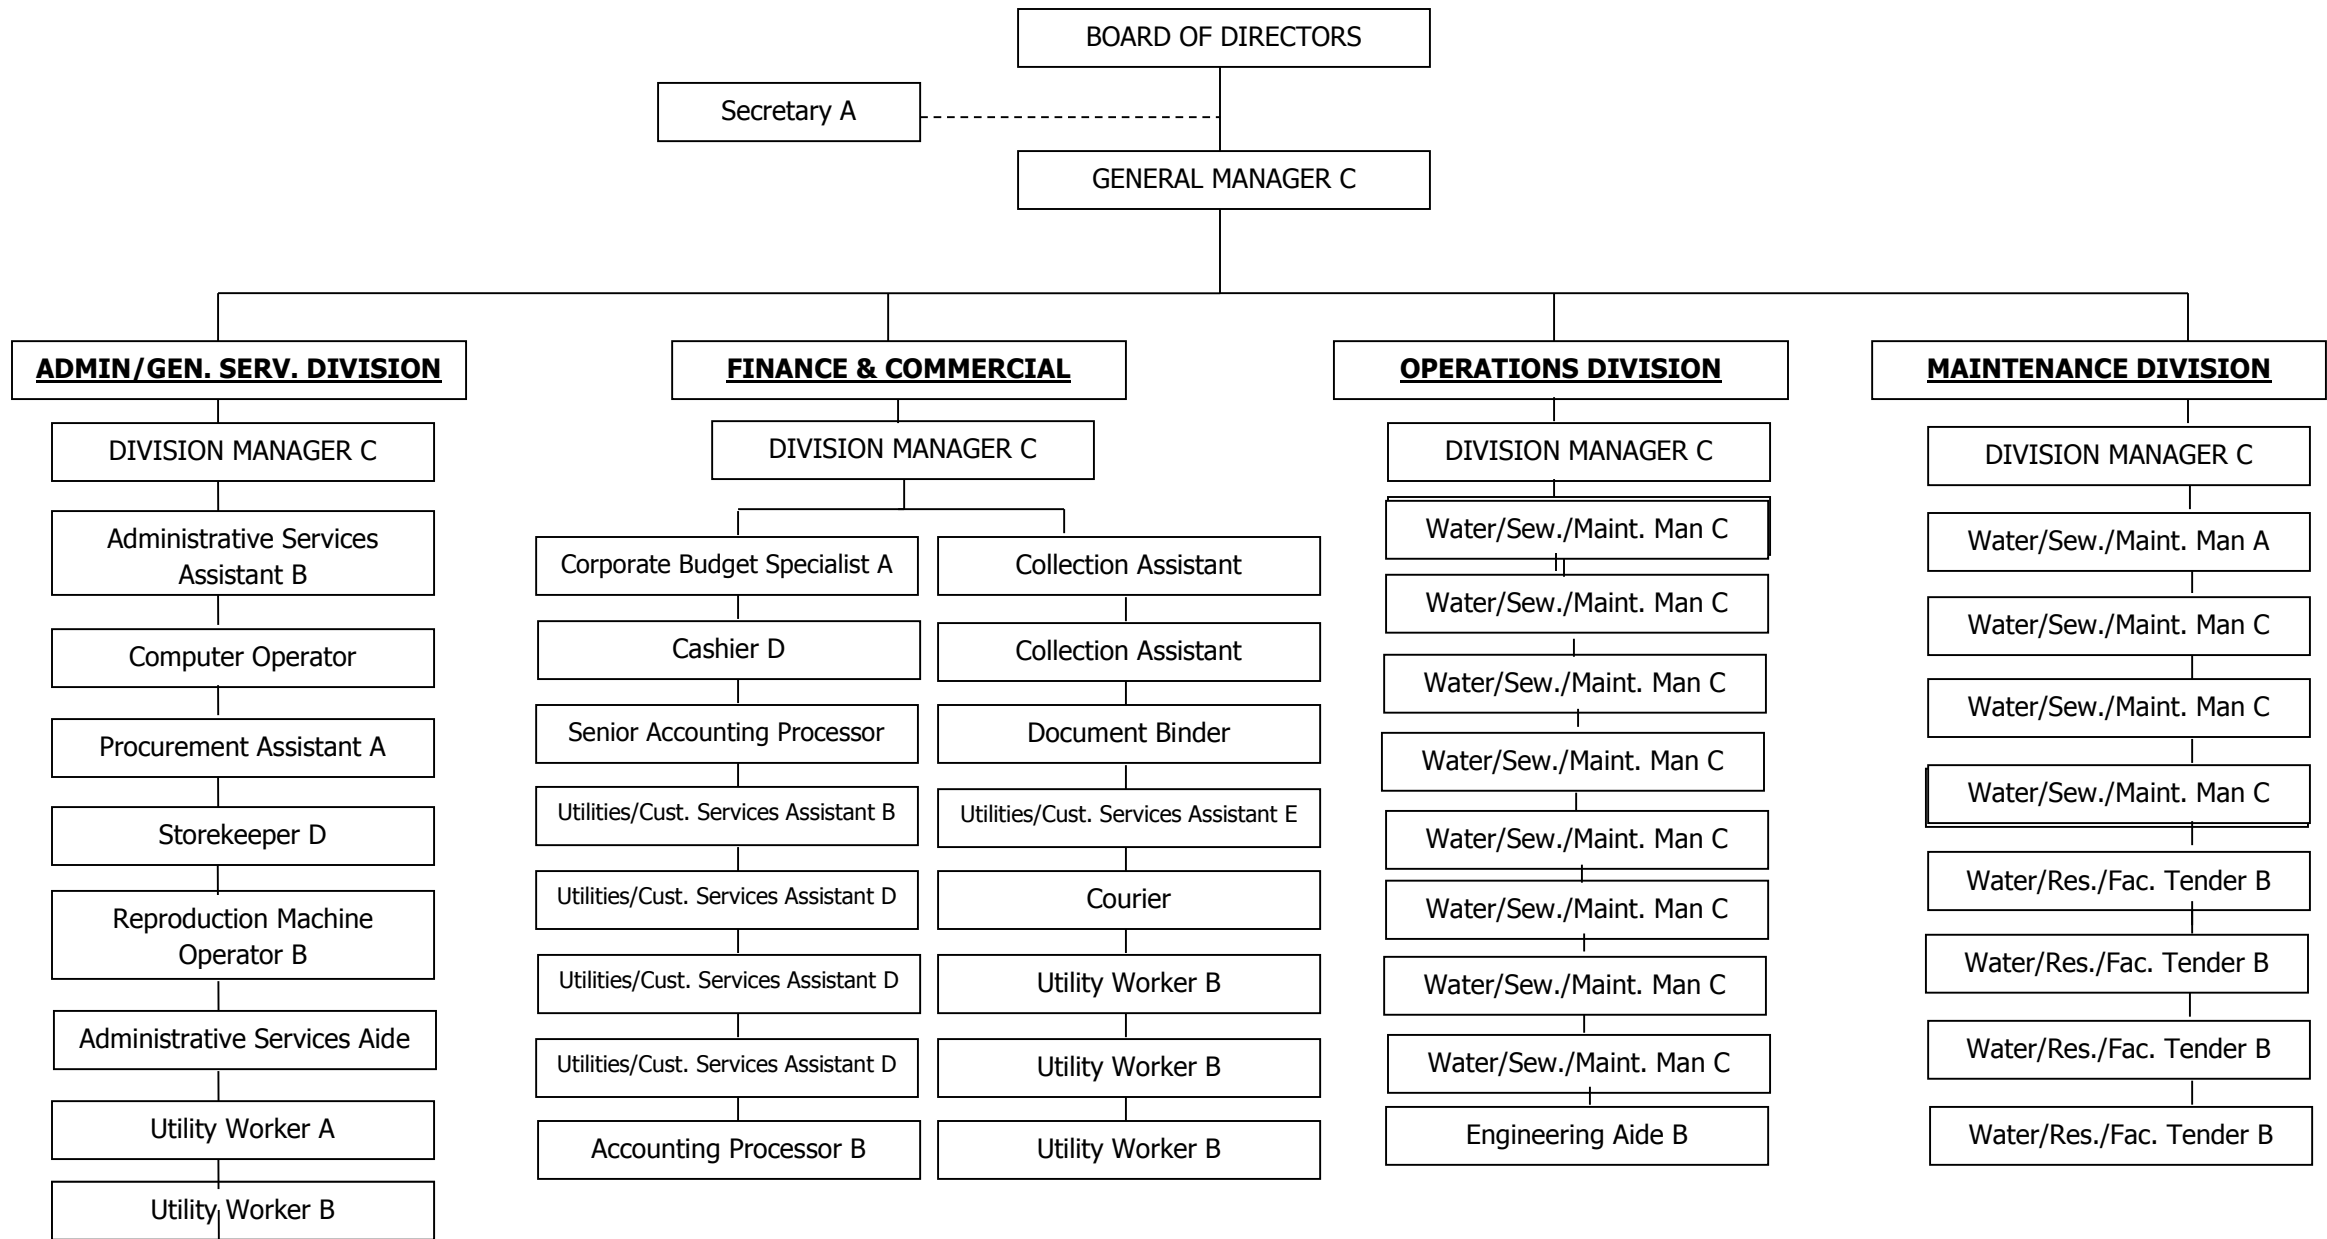 BOARD OF DIRECTORS
Secretary A
GENERAL MANAGER C
ADMIN/GEN. SERV. DIVISION
DIVISION MANAGER C
Administrative Services
Assistant B
Computer Operator
Procurement Assistant A
Storekeeper D
Reproduction Machine
Operator B
Administrative Services Aide
Utility Worker A
Utility Worker B
FINANCE & COMMERCIAL
DIVISION MANAGER C
Corporate Budget Specialist A
Cashier D
Senior Accounting Processor
Utilities/Cust. Services Assistant B
Utilities/Cust. Services Assistant D
Utilities/Cust. Services Assistant D
Utilities/Cust. Services Assistant D
Accounting Processor B
Collection Assistant
Collection Assistant
Document Binder
Utilities/Cust. Services Assistant E
Courier
Utility Worker B
Utility Worker B
Utility Worker B
OPERATIONS DIVISION
DIVISION MANAGER C
Water/Sew./Maint. Man C
Water/Sew./Maint. Man C
Water/Sew./Maint. Man C
Water/Sew./Maint. Man C
Water/Sew./Maint. Man C
Water/Sew./Maint. Man C
Water/Sew./Maint. Man C
Water/Sew./Maint. Man C
Engineering Aide B
MAINTENANCE DIVISION
DIVISION MANAGER C
Water/Sew./Maint. Man A
Water/Sew./Maint. Man C
Water/Sew./Maint. Man C
Water/Sew./Maint. Man C
Water/Res./Fac. Tender B
Water/Res./Fac. Tender B
Water/Res./Fac. Tender B
Water/Res./Fac. Tender B